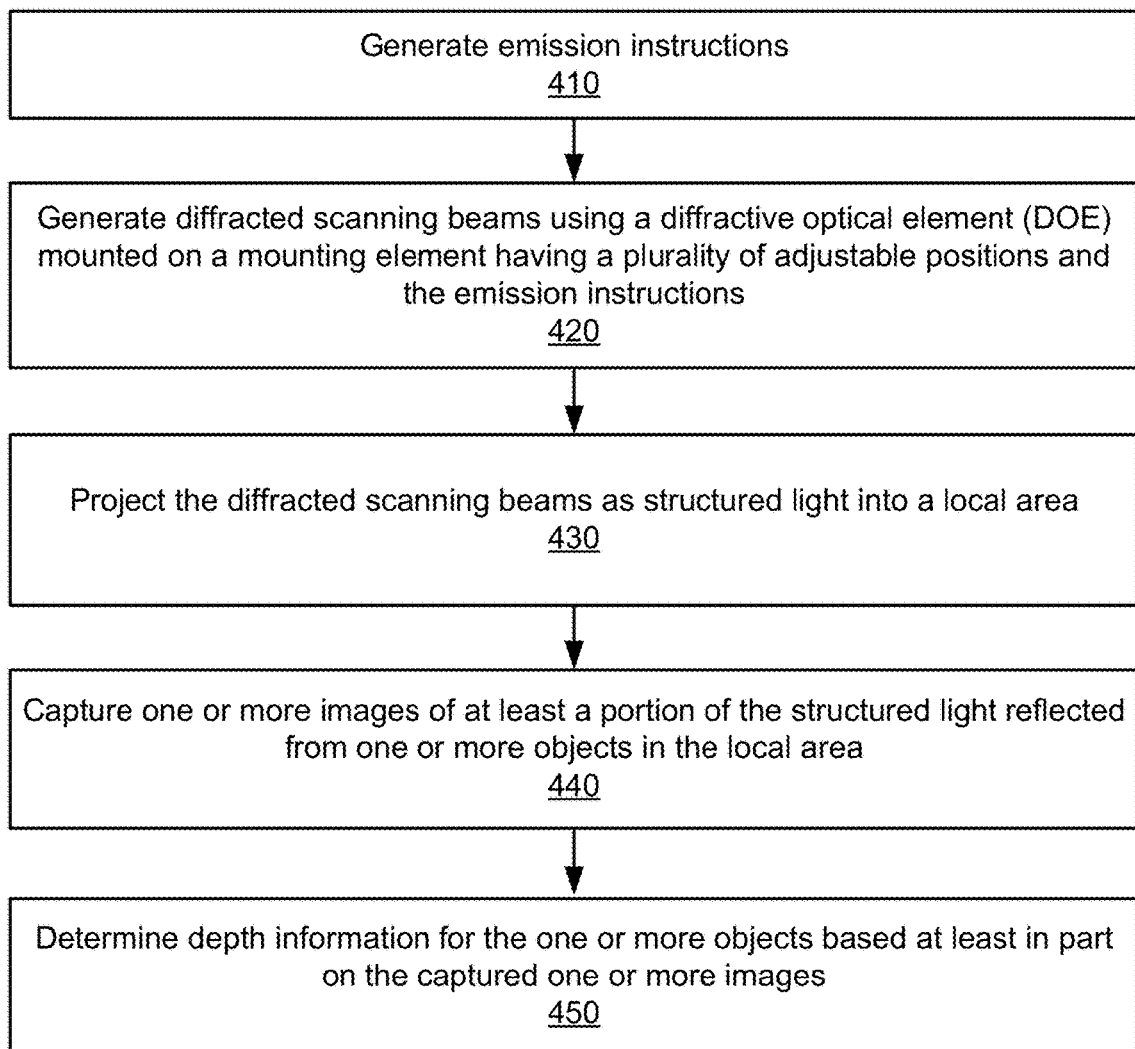 Generate emission instructions
410
Generate diffracted scanning beams using a diffractive optical element (DOE)
mounted on a mounting element having a plurality of adjustable positions and
the emission instructions
420
Project the diffracted scanning beams as structured light into a local area
430
Capture one or more images of at least a portion of the structured light reflected
from one or more objects in the local area
440
Determine depth information for the one or more objects based at least in part
on the captured one or more images
450